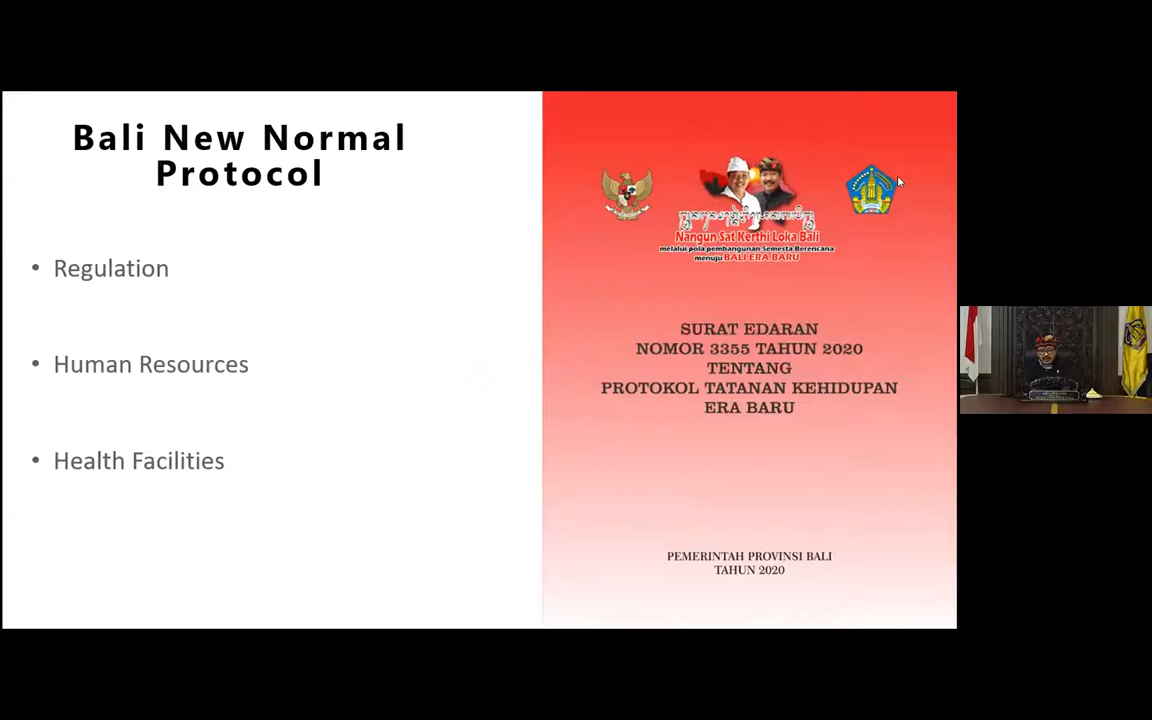 Bali New Normal
Protocol
• Regulation
• Human Resources
• Health Facilities
Nangun Sat Kerthi Loka Bali
melalui pola pembangunan Semesta Berencana
menuju BALI ERA BARU
SURAT EDARAN
NOMOR 3355 TAHUN 2020
TENTANG
PROTOKOL TATANAN KEHIDUPAN
ERA BARU
PEMERINTAH PROVINSI BALI
TAHUN 2020